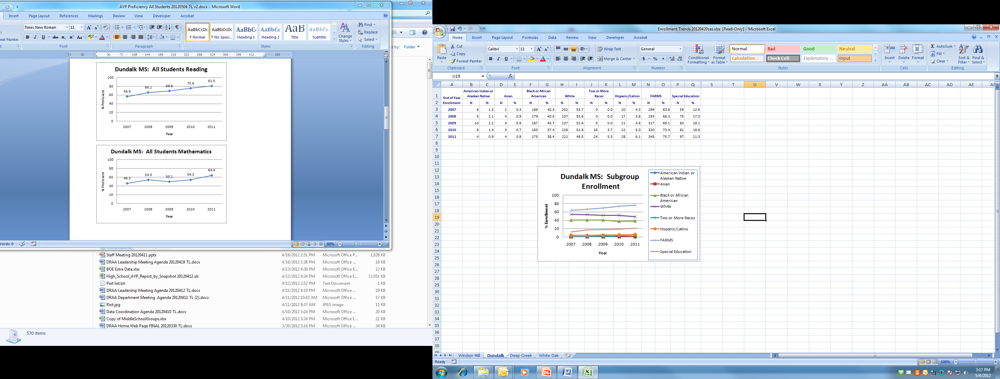 AYP Proficiency All Students 20120504 TL v2.docx - Microsoft Word
Insert Page Layout References Mailings Review View Developer Acrobat
Times New Roman 11
Find
Replace
Select
mat Painter
AaBbCcDc AaBbCcDc AaBbC AaBbCc AaB AaBbCc.
¶ Normal ¶ No Spaci... Heading 1 Heading 2 Title Subtitle
Change Styles
Font Paragraph Styles Editing
Folder
Dundalk MS: All Students Reading
100
80
60
40
20
0
% Proficient
56.6 66.1 69.6 75.6 81.0
2007 2008 2009 2010 2011
Year
Dundalk MS: All Students Mathematics
100
80
60
40
20
0
% Proficient
46.2 54.0 50.1 54.3 64.4
2007 2008 2009 2010 2011
Year
Words: 0
80%
Staff Meeting 20120411.pptx 4/16/2012 2:51 PM Microsoft Office P... 1,628 KB
DRAA Leadership Meeting Agenda 20120419 TL.docx 4/16/2012 1:38 PM Microsoft Office ... 18 KB
BOE Extra Data.xlsx 4/13/2012 4:30 PM Microsoft Office E... 12 KB
High_School_AYP_Report_by_Snapshot 20120412.xls 4/12/2012 4:24 PM Microsoft Office E... 13,051 KB
Part list.txt 4/12/2012 2:52 PM Text Document 1 KB
DRAA Leadership Meeting Agenda 20120412 TL.docx 4/11/2012 4:19 PM Microsoft Office ... 19 KB
DRAA Department Meeting Agenda 20120411 TL (2).docx 4/11/2012 10:43 AM Microsoft Office ... 17 KB
Riot.jpg 4/11/2012 8:37 AM JPEG image 15 KB
Data Coordination Agenda 20120410 TL.docx 4/10/2012 3:24 PM Microsoft Office ... 20 KB
Copy of MiddleSchoolGroups.xlsx 4/10/2012 3:24 PM Microsoft Office E... 21 KB
DRAA Home Web Page FINAL 20120330 TL.docx 3/30/2012 3:16 PM Microsoft Office ... 34 KB
570 items
Enrollment Trends 20120420sas.xlsx [Read-Only] - Microsoft Excel
Home Insert Page Layout Formulas Data Review View Developer Acrobat
Paste
Cut
Copy
Format Painter
Calibri 11
Wrap Text
Merge & Center
General
Conditional Formatting
Format as Table
Normal Bad Good Neutral
Calculation Check Cell Explanatory ... Input
Insert Delete Format
AutoSum
Fill
Clear
Sort & Filter
Find & Select
Clipboard Font Alignment Number Styles Cells Editing
U19
A B C D E F G H I J K L M N O P Q S T U V W X Y Z AA AB AC AD AE AF
End of Year Enrollment
American Indian or Alaskan Native Asian Black or African American White Two or More Races Hispanic/Latino FARMS Special Education
N % N % N % N % N % N % N % N %
3 2007 6 1.3 2 0.4 189 40.3 252 53.7 0 0.0 20 4.3 299 63.8 59 12.6
4 2008 5 1.1 4 0.9 179 40.5 237 53.6 0 0.0 17 3.8 293 66.3 75 17.0
5 2009 10 2.2 4 0.9 187 40.7 237 51.6 0 0.0 21 4.6 317 69.1 83 18.1
6 2010 6 1.4 3 0.7 163 37.4 226 51.8 16 3.7 22 5.0 320 73.4 81 18.6
7 2011 4 0.9 4 0.9 175 38.4 221 48.5 24 5.3 28 6.1 345 75.7 97 21.3
Dundalk MS: Subgroup
Enrollment
100
80
60
40
20
0
% Enrollment
2007 2008 2009 2010 2011
Year
American Indian or
Alaskan Native
Asian
Black or African
American
White
Two or More Races
Hispanic/Latino
FARMS
Special Education
Windsor Mill Dundalk Deep Creek White Oak
Ready
100%
3:17 PM
5/4/2012